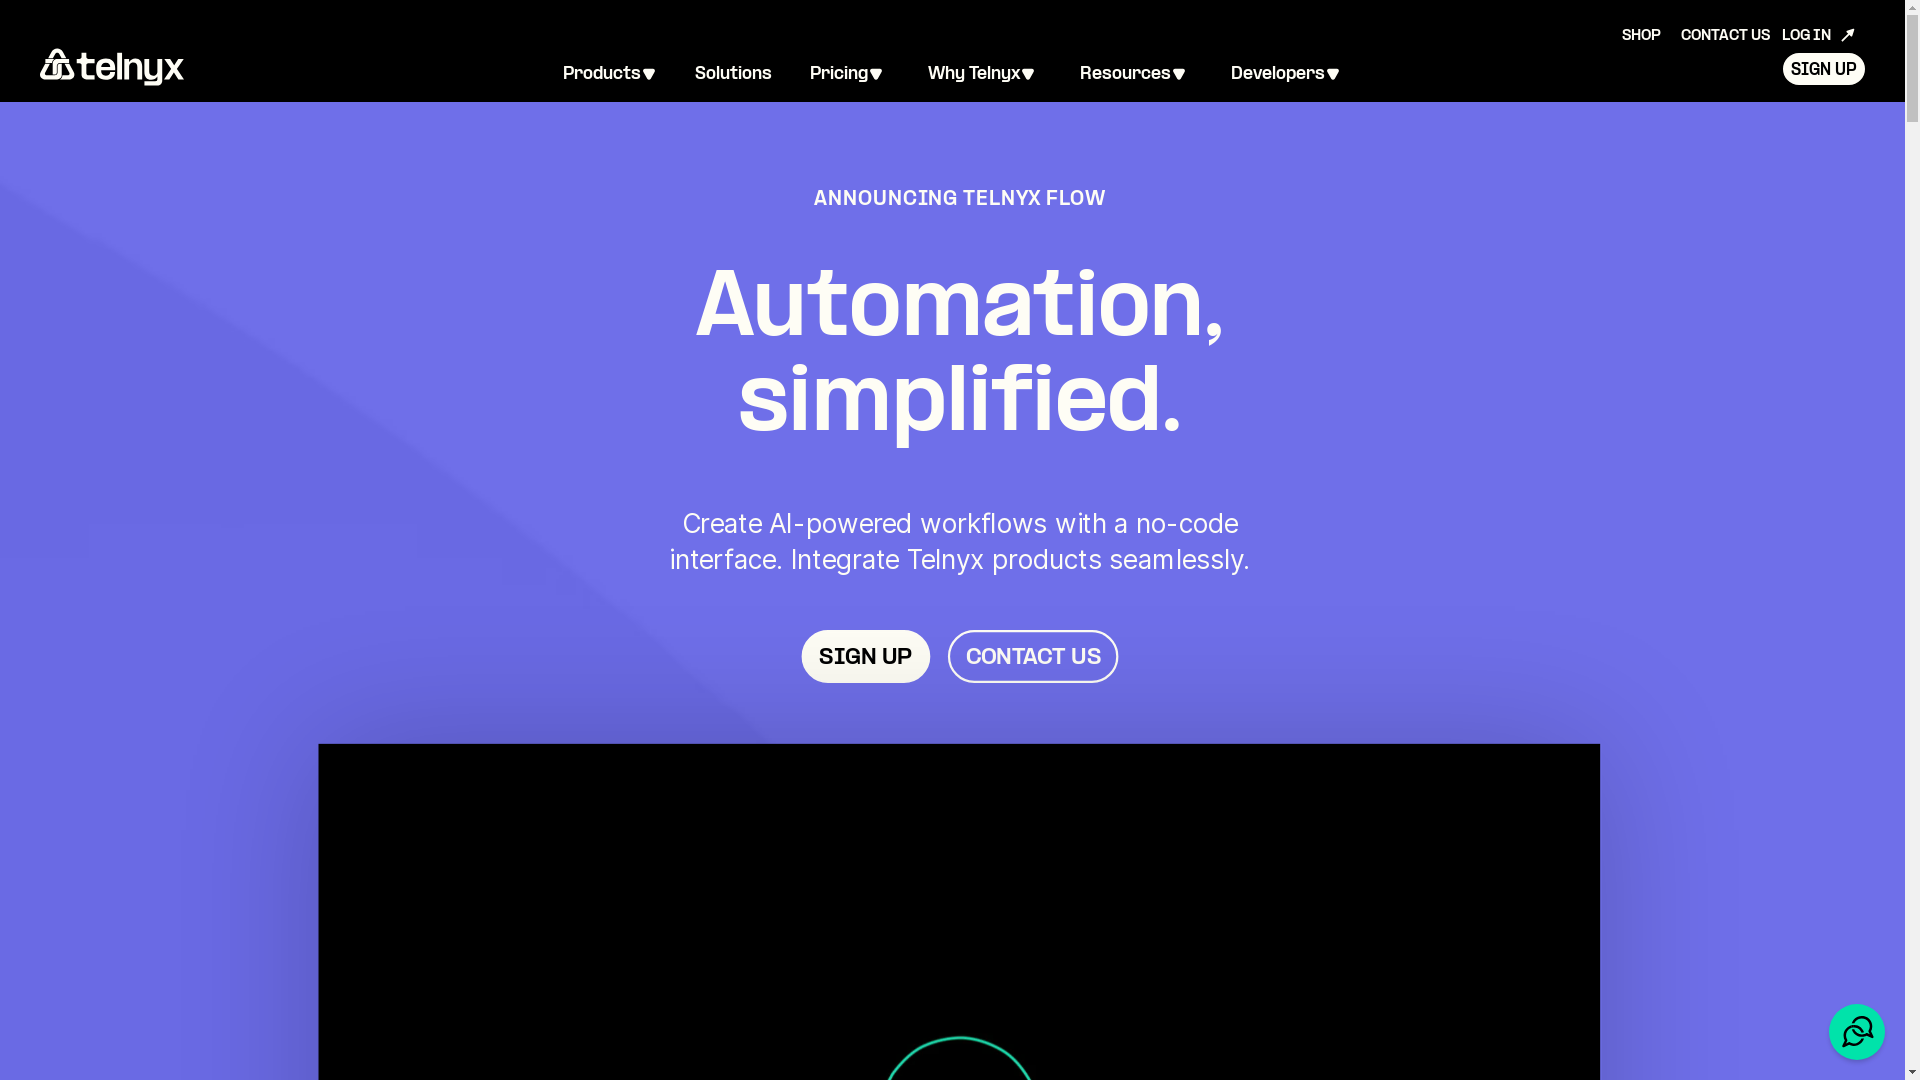 SHOP CONTACT US LOG IN
telnyx Products Solutions Pricing Why Telnyx Resources Developers SIGN UP
ANNOUNCING TELNYX FLOW
Automation,
simplified.
Create AI-powered workflows with a no-code
interface. Integrate Telnyx products seamlessly.
SIGN UP CONTACT US